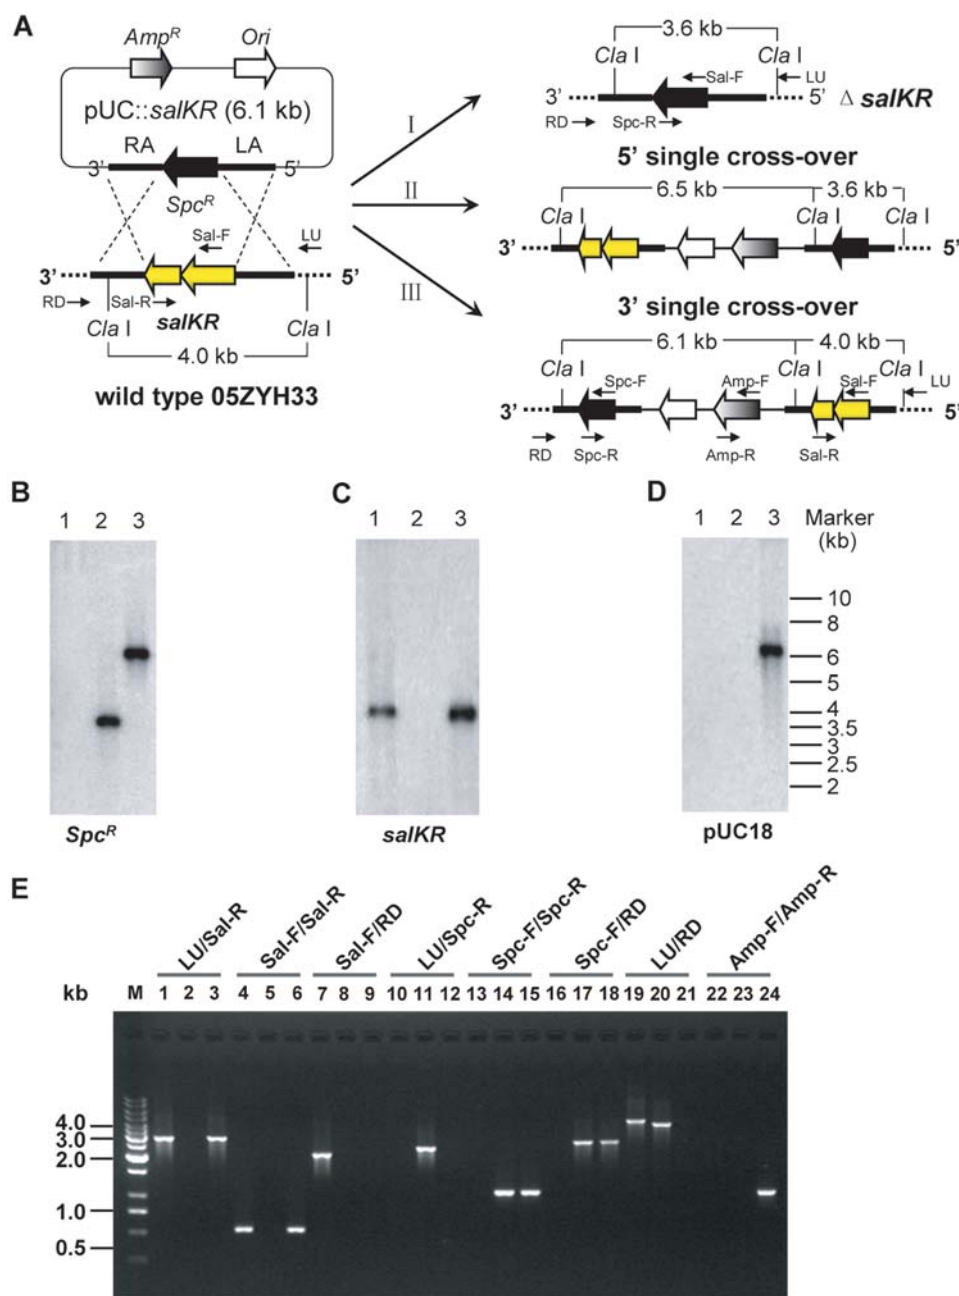 A
Amp^R Ori
pUC::salKR (6.1 kb)
RA LA
3’ 5’
Spc^R
Sal-F LU
3’ 5’
RD Sal-R
salKR
Cla I Cla I
4.0 kb
wild type 05ZYH33
I
II
III
3.6 kb
Cla I Cla I
Sal-F LU
3’ 5’ Δ salKR
RD Spc-R
5’ single cross-over
6.5 kb 3.6 kb
Cla I Cla I Cla I
3’ 5’
3’ single cross-over
6.1 kb 4.0 kb
Cla I Cla I Cla I
Spc-F Amp-F Sal-F LU
3’ 5’
RD Spc-R Amp-R Sal-R
B
1 2 3
Spc^R
C
1 2 3
salKR
D
1 2 3 Marker
(kb)
10
8
6
5
4
3.5
3
2.5
2
pUC18
E
LU/Sal-R Sal-F/Sal-R Sal-F/RD LU/Spc-R Spc-F/Spc-R Spc-F/RD LU/RD Amp-F/Amp-R
kb M 1 2 3 4 5 6 7 8 9 10 11 12 13 14 15 16 17 18 19 20 21 22 23 24
4.0
3.0
2.0
1.0
0.5